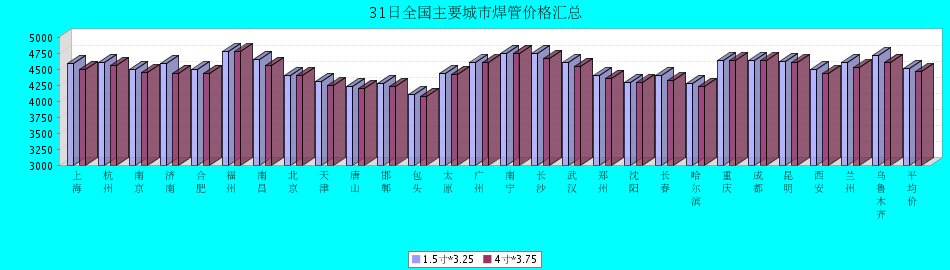 31日全国主要城市焊管价格汇总
5000
4750
4500
4250
4000
3750
3500
3250
3000
上海
杭州
南京
济南
合肥
福州
南昌
北京
天津
唐山
邯郸
包头
太原
广州
南宁
长沙
武汉
郑州
沈阳
长春
哈尔滨
重庆
成都
昆明
西安
兰州
乌鲁木齐
平均价
1.5寸*3.25 4寸*3.75